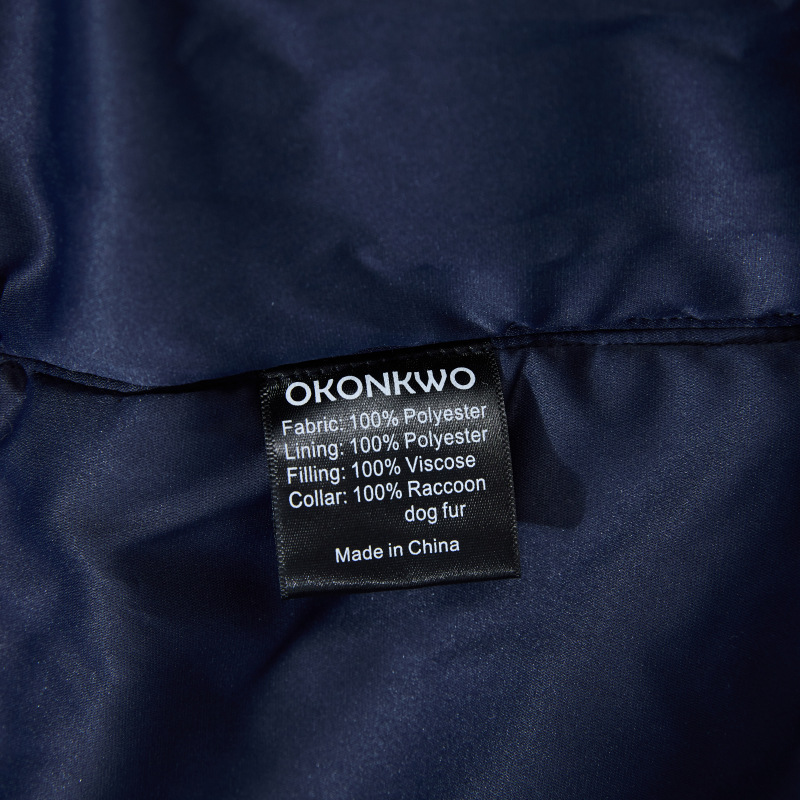 OKONKWO
Fabric: 100% Polyester
Lining: 100% Polyester
Filling: 100% Viscose
Collar: 100% Raccoon
dog fur
Made in China